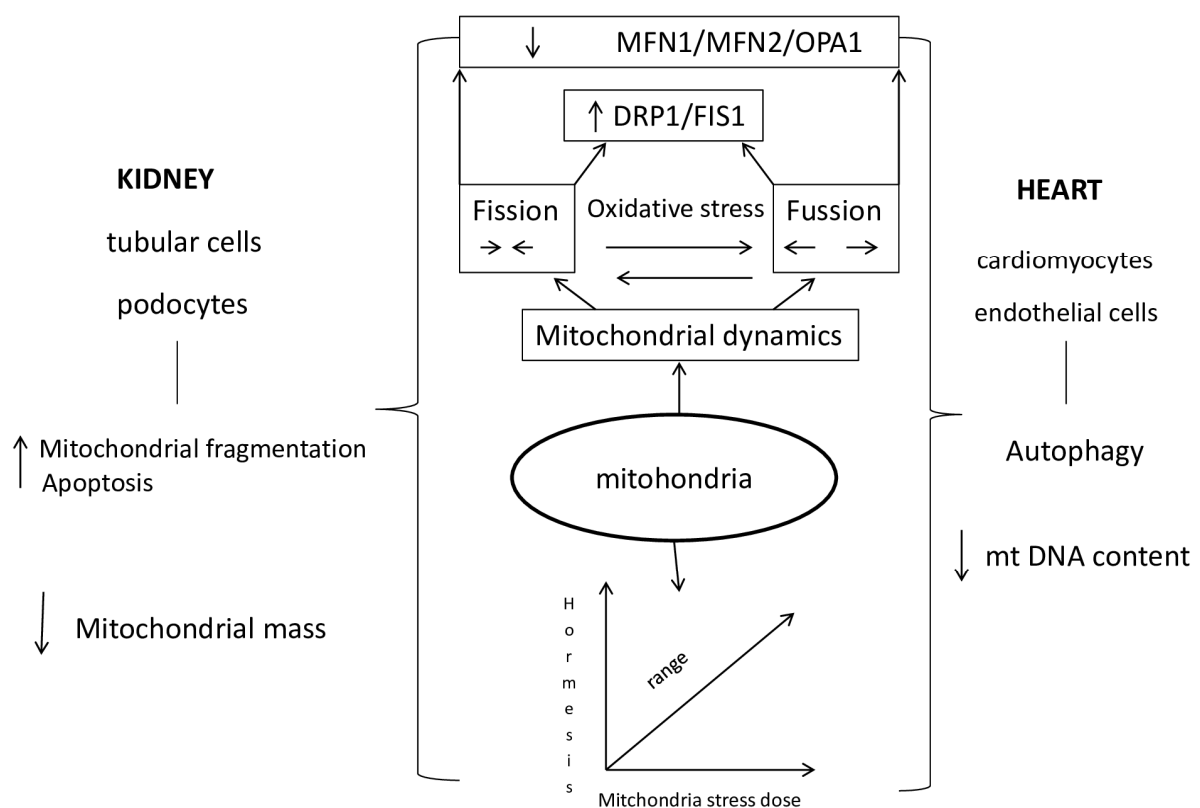 MFN1/MFN2/OPA1
DRP1/FIS1
Fission
Oxidative stress
Fussion
Mitochondrial dynamics
mitohondria
Hormesis
range
Mitchondria stress dose
KIDNEY
tubular cells
podocytes
Mitochondrial fragmentation
Apoptosis
Mitochondrial mass
HEART
cardiomyocytes
endothelial cells
Autophagy
mt DNA content